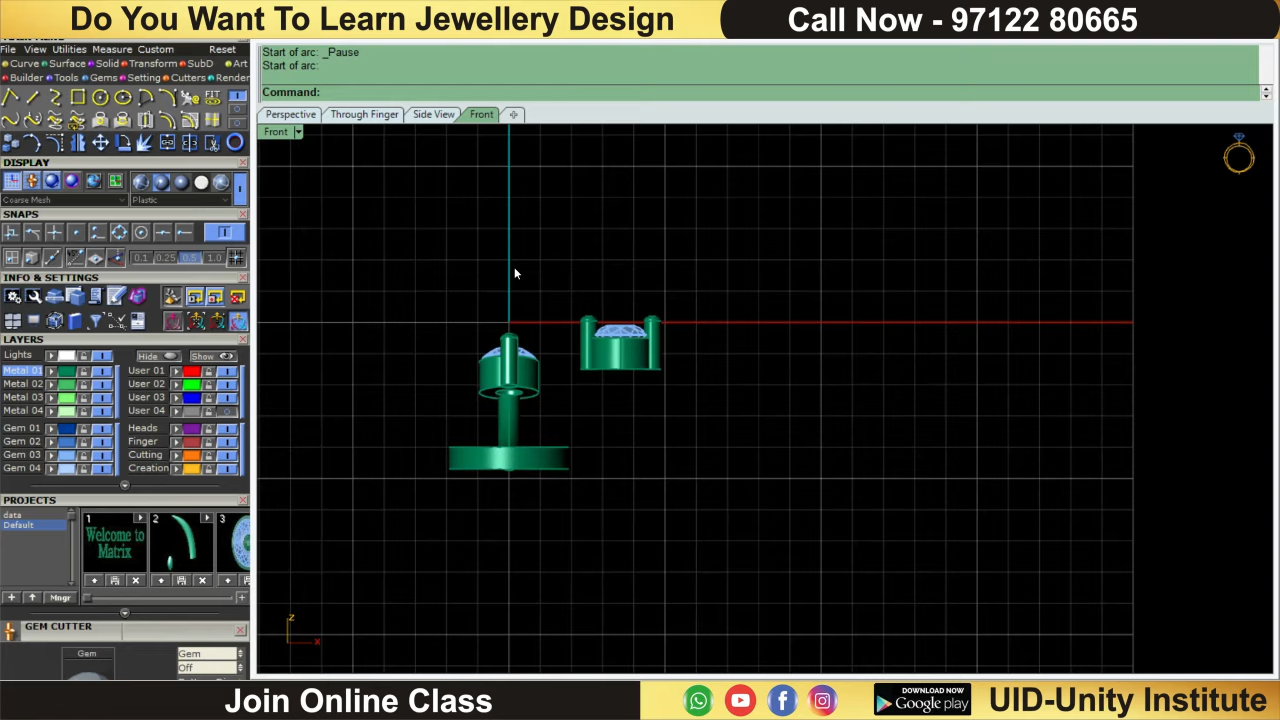 Do You Want To Learn Jewellery Design
Call Now - 97122 80665
File View Utilities Measure Custom Reset
Curve Surface Solid Transform SubD Art
Builder Tools Gems Setting Cutters Render
FIT
DISPLAY
Coarse Mesh Plastic
SNAPS
0.1 0.25 0.5 1.0
INFO & SETTINGS
LAYERS
Lights Hide Show
Metal 01 User 01
Metal 02 User 02
Metal 03 User 03
Metal 04 User 04
Gem 01 Heads
Gem 02 Finger
Gem 03 Cutting
Gem 04 Creation
PROJECTS
data
Default
1 2 3
Welcome to
Matrix
Mngr
GEM CUTTER
Gem Gem
Off
Start of arc: _Pause
Start of arc:
Command:
Perspective Through Finger Side View Front
Front
z
x
Join Online Class
DOWNLOAD NOW
Google play
UID-Unity Institute